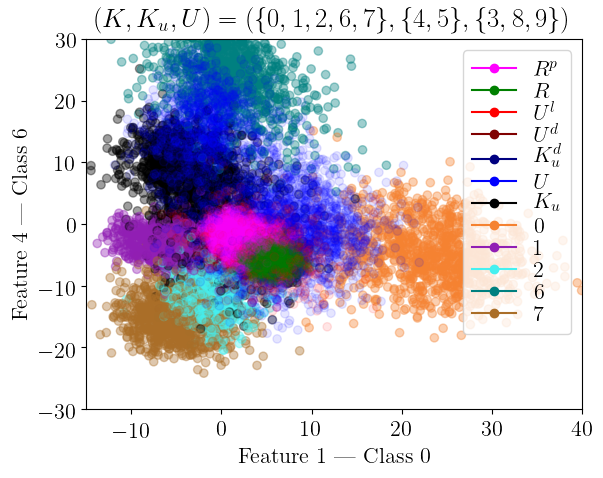 (K, K_u, U) = ({0, 1, 2, 6, 7}, {4, 5}, {3, 8, 9})
30
20
10
0
−10
−20
−30
Feature 4 — Class 6
R^p
R
U^l
U^d
K_u^d
U
K_u
0
1
2
6
7
−10
0
10
20
30
40
Feature 1 — Class 0